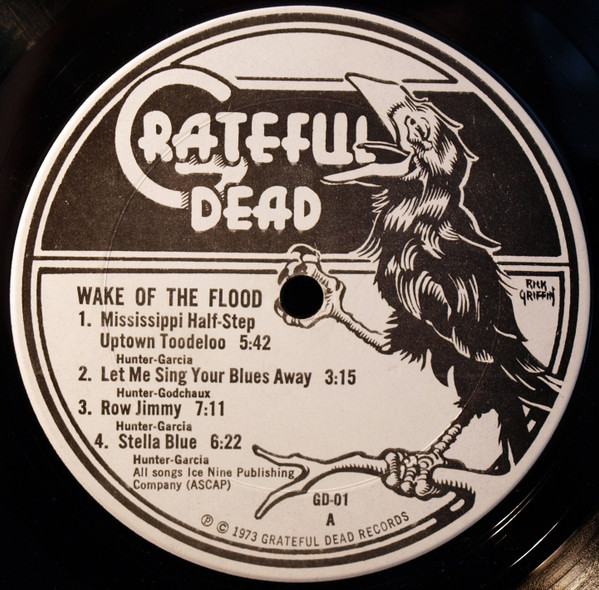 GRATEFUL
DEAD
RICK
GRIFFIN
WAKE OF THE FLOOD
1. Mississippi Half-Step
Uptown Toodeloo 5:42
Hunter-Garcia
2. Let Me Sing Your Blues Away 3:15
Hunter-Godchaux
3. Row Jimmy 7:11
Hunter-Garcia
4. Stella Blue 6:22
Hunter-Garcia
All songs Ice Nine Publishing
Company (ASCAP)
GD-01
A
℗ © 1973 GRATEFUL DEAD RECORDS